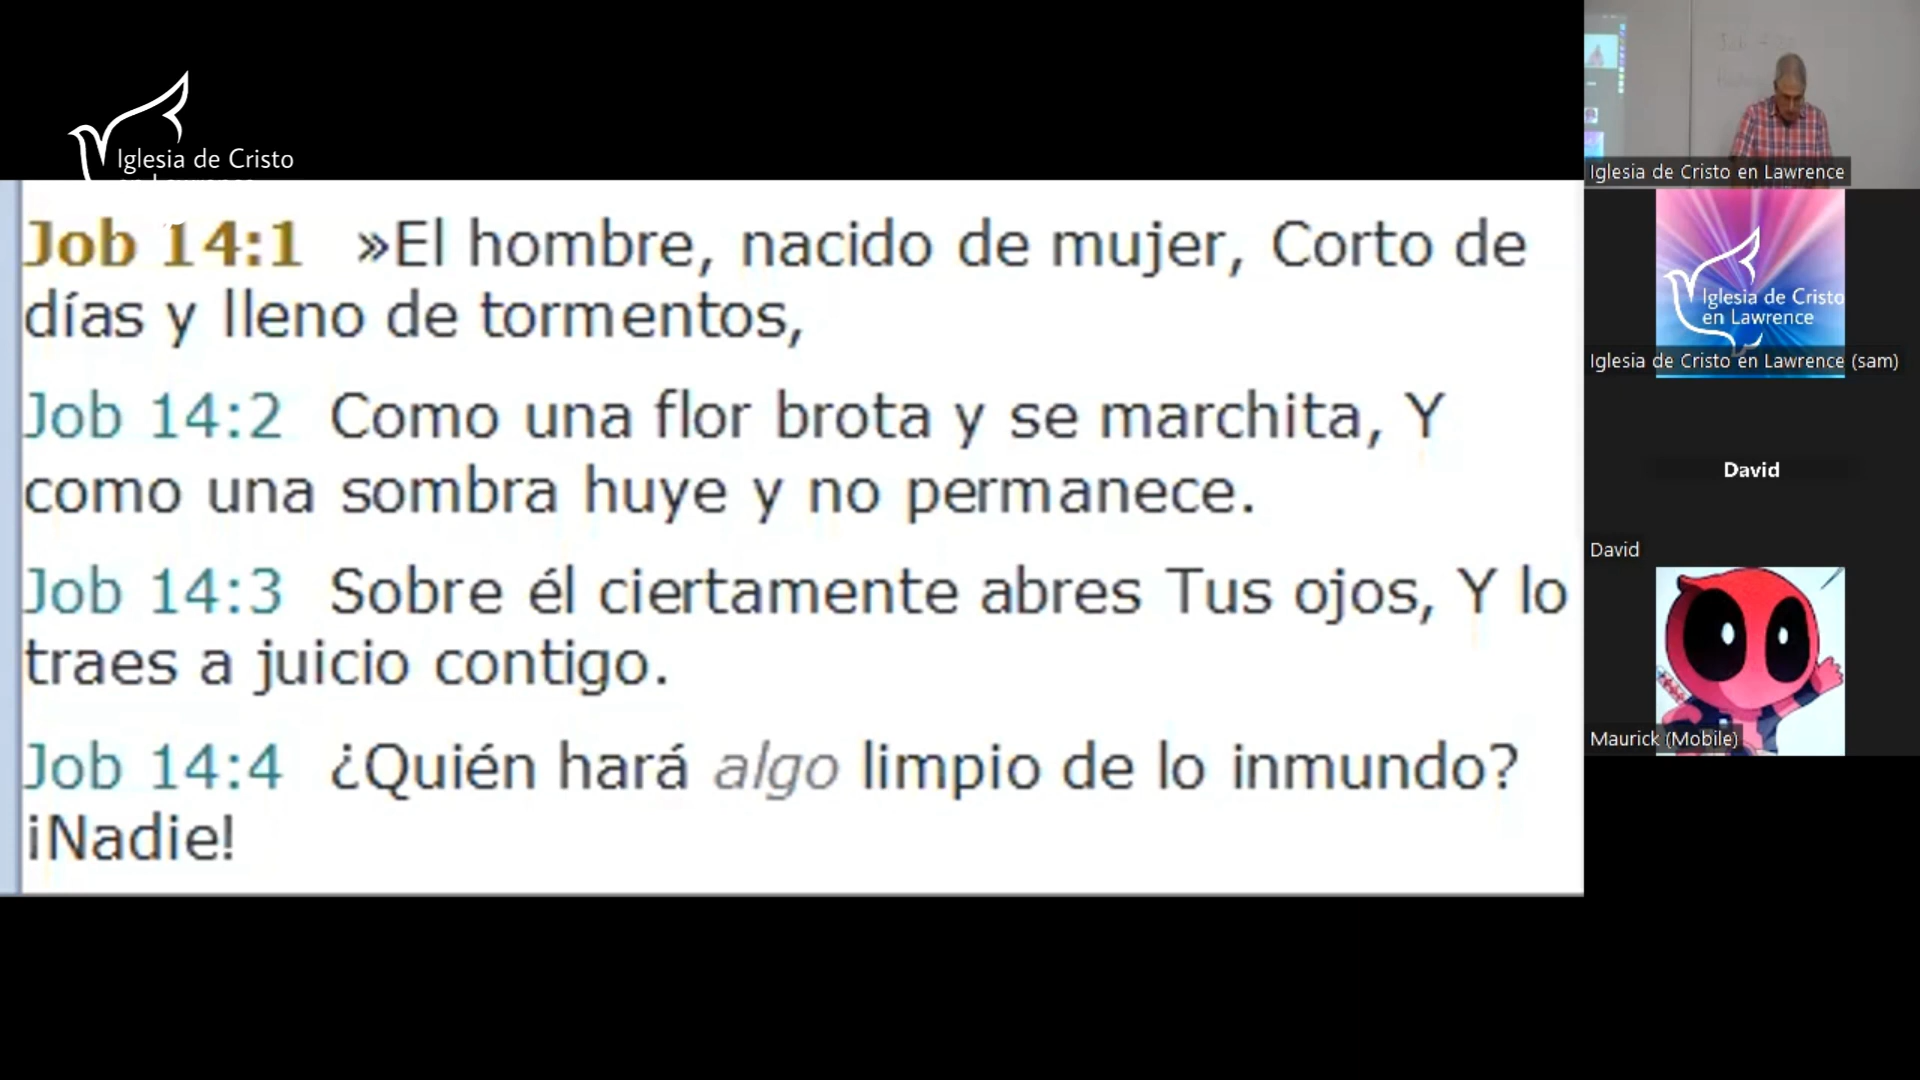 Iglesia de Cristo
Job 14:1 »El hombre, nacido de mujer, Corto de
días y lleno de tormentos,
Job 14:2 Como una flor brota y se marchita, Y
como una sombra huye y no permanece.
Job 14:3 Sobre él ciertamente abres Tus ojos, Y lo
traes a juicio contigo.
Job 14:4 ¿Quién hará algo limpio de lo inmundo?
¡Nadie!
Iglesia de Cristo en Lawrence
Iglesia de Cristo
en Lawrence
Iglesia de Cristo en Lawrence (sam)
David
David
Maurick (Mobile)